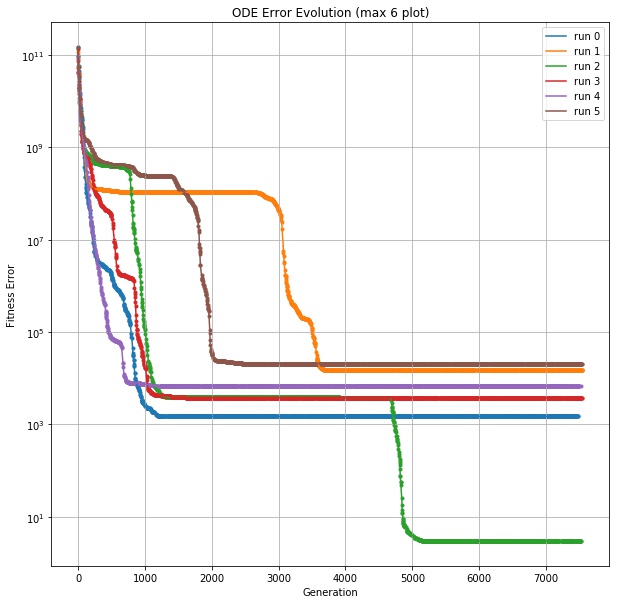 ODE Error Evolution (max 6 plot)
run 0
run 1
run 2
run 3
run 4
run 5
Fitness Error
10¹¹
10⁹
10⁷
10⁵
10³
10¹
0 1000 2000 3000 4000 5000 6000 7000
Generation